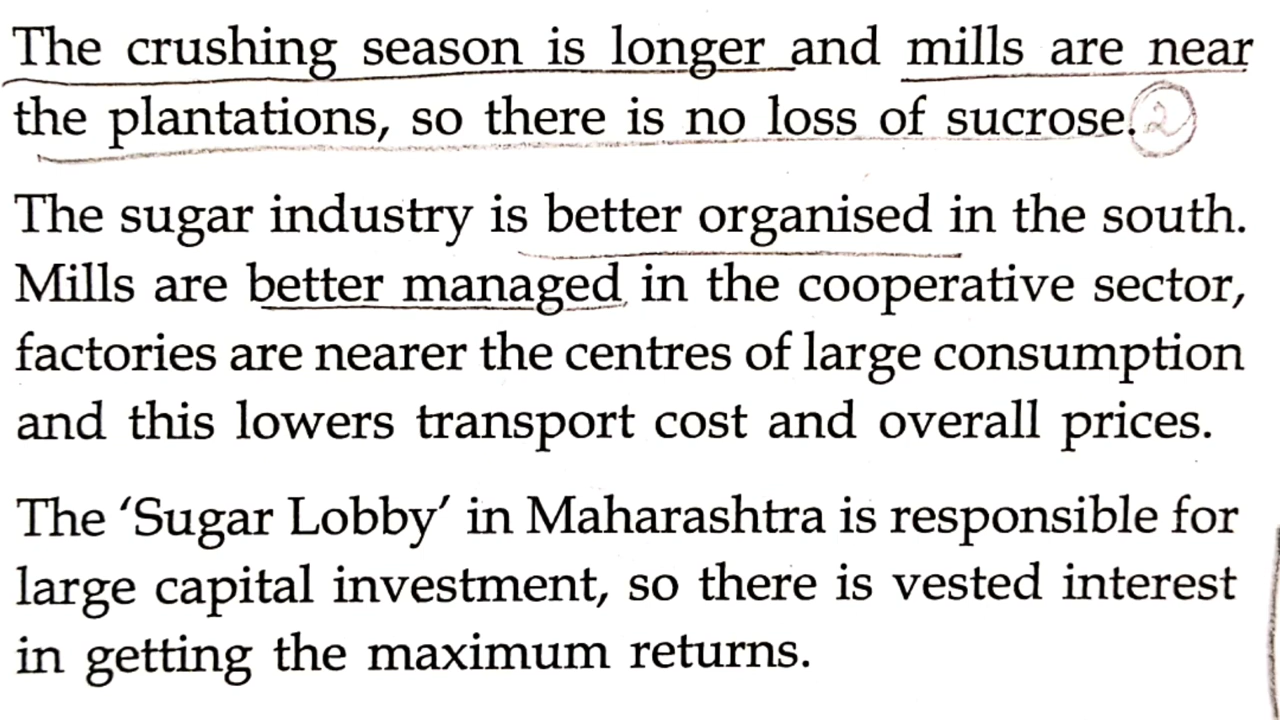 The crushing season is longer and mills are near
the plantations, so there is no loss of sucrose. 2
The sugar industry is better organised in the south.
Mills are better managed in the cooperative sector,
factories are nearer the centres of large consumption
and this lowers transport cost and overall prices.
The ‘Sugar Lobby’ in Maharashtra is responsible for
large capital investment, so there is vested interest
in getting the maximum returns.